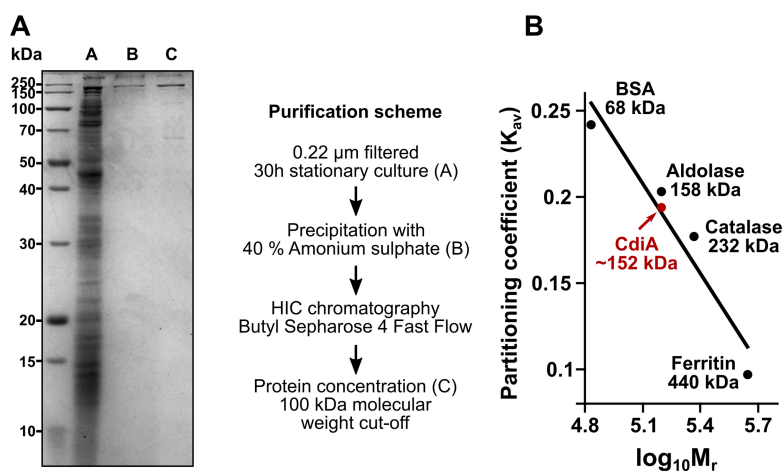 A
kDa
A B C
250
150
100
70
50
40
30
20
15
10
Purification scheme
0.22 µm filtered
30h stationary culture (A)
Precipitation with
40 % Amonium sulphate (B)
HIC chromatography
Butyl Sepharose 4 Fast Flow
Protein concentration (C)
100 kDa molecular
weight cut-off
B
Partitioning coefficient (Kav)
0.25
0.2
0.15
0.1
BSA
68 kDa
Aldolase
158 kDa
CdiA
~152 kDa
Catalase
232 kDa
Ferritin
440 kDa
4.8 5.1 5.4 5.7
log10Mr